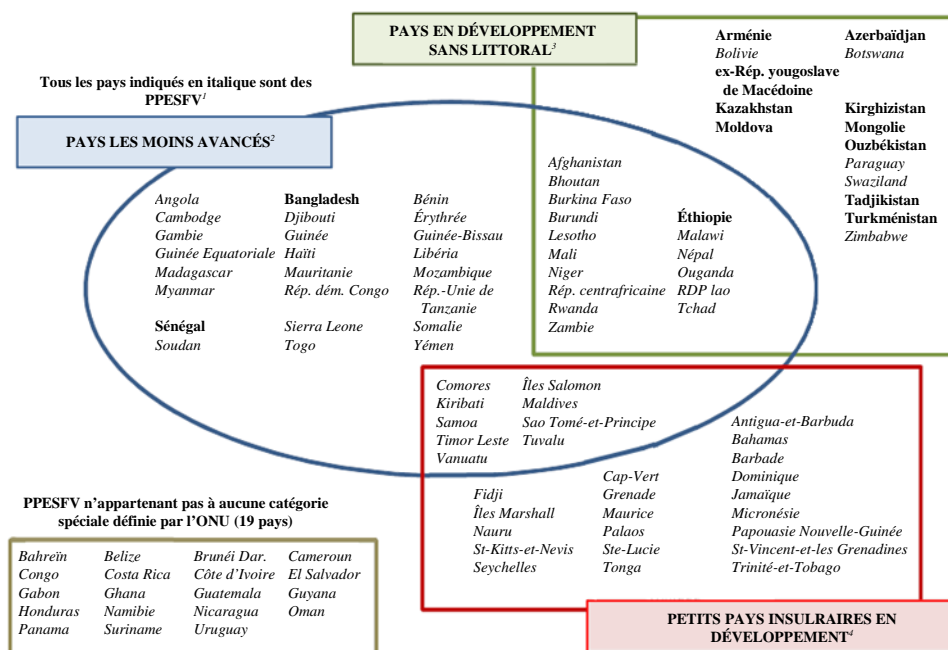 PAYS EN DÉVELOPPEMENT
SANS LITTORAL3
Arménie Azerbaïdjan
Bolivie Botswana
ex-Rép. yougoslave
de Macédoine
Kazakhstan Kirghizistan
Moldova Mongolie
Ouzbékistan
Paraguay
Swaziland
Tadjikistan
Turkménistan
Zimbabwe
Tous les pays indiqués en italique sont des
PPESFV1
PAYS LES MOINS AVANCÉS2
Angola Bangladesh Bénin
Cambodge Djibouti Érythrée
Gambie Guinée Guinée-Bissau
Guinée Equatoriale Haïti Libéria
Madagascar Mauritanie Mozambique
Myanmar Rép. dém. Congo Rép.-Unie de
Tanzanie
Sénégal Sierra Leone Somalie
Soudan Togo Yémen
Afghanistan
Bhoutan
Burkina Faso
Burundi Éthiopie
Lesotho Malawi
Mali Népal
Niger Ouganda
Rép. centrafricaine RDP lao
Rwanda Tchad
Zambie
Comores Îles Salomon
Kiribati Maldives
Samoa Sao Tomé-et-Principe
Timor Leste Tuvalu
Vanuatu
Antigua-et-Barbuda
Bahamas
Barbade
Cap-Vert Dominique
Fidji Grenade Jamaïque
Îles Marshall Maurice Micronésie
Nauru Palaos Papouasie Nouvelle-Guinée
St-Kitts-et-Nevis Ste-Lucie St-Vincent-et-les Grenadines
Seychelles Tonga Trinité-et-Tobago
PETITS PAYS INSULRAIRES EN
DÉVELOPPEMENT4
PPESFV n'appartenant pas à aucune catégorie
spéciale définie par l'ONU (19 pays)
Bahreïn Belize Brunéi Dar. Cameroun
Congo Costa Rica Côte d'Ivoire El Salvador
Gabon Ghana Guatemala Guyana
Honduras Namibie Nicaragua Oman
Panama Suriname Uruguay